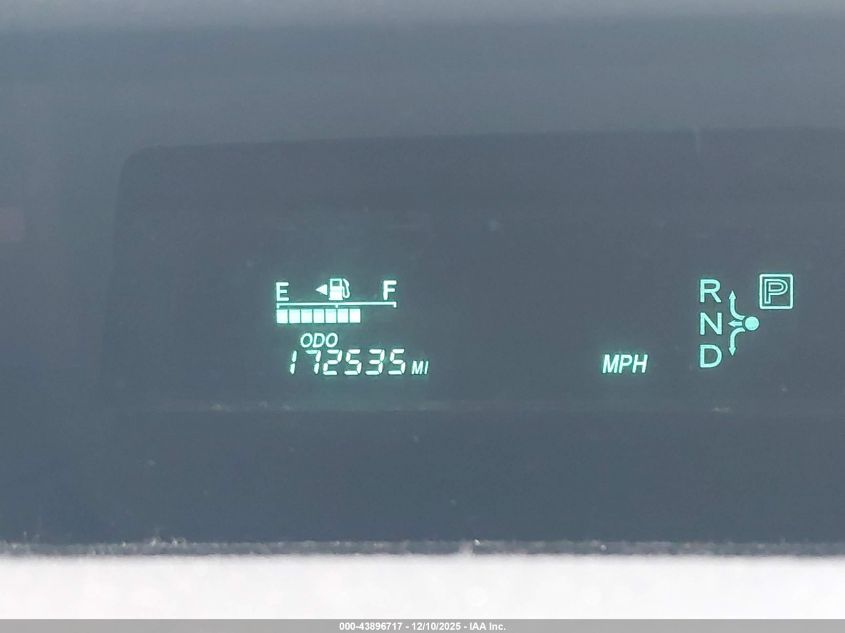 E F
ODO
172535 MI
MPH
R P
N
D
000-43896717 - 12/10/2025 - IAA Inc.